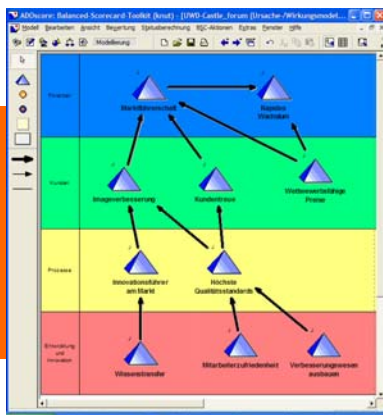 ADOscore: Balanced-Scorecard-Toolkit (knut) - [UWD-Castle_forum (Ursache-/Wirkungsmodel...
Modell Bearbeiten Ansicht Bewertung Statusberechnung BSC-Aktionen Extras Fenster Hilfe
Modellierung
Finanzen
Marktführerschaft
Rapides
Wachstum
Kunden
Imageverbesserung
Kundentreue
Wettbewerbsfähige
Preise
Prozesse
Innovationsführer
am Markt
Höchste
Qualitätsstandards
Entwicklung
und
Innovation
Wissenstransfer
Mitarbeiterzufriedenheit
Verbesserungswesen
ausbauen